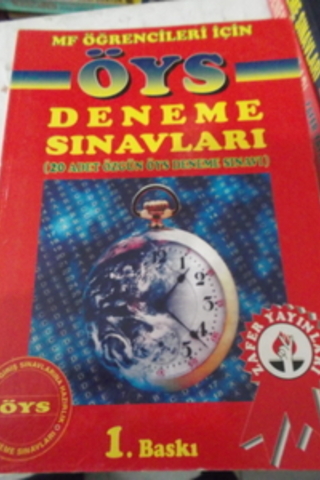 MF ÖĞRENCİLERİ İÇİN
ÖYS
DENEME
SINAVLARI
(20 ADET ÖZGÜN ÖYS DENEME SINAVI)
ZAFER YAYINLARI
ÖYS
1. Baskı